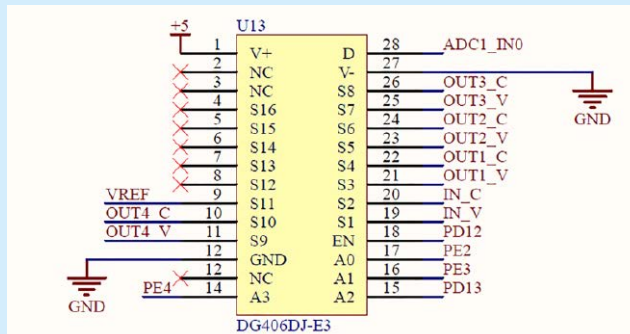 U13
+5
1 V+ D 28 ADC1_IN0
2 NC V- 27
3 NC S8 26 OUT3_C
4 S16 S7 25 OUT3_V
GND
5 S15 S6 24 OUT2_C
6 S14 S5 23 OUT2_V
7 S13 S4 22 OUT1_C
8 S12 S3 21 OUT1_V
VREF 9 S11 S2 20 IN_C
OUT4_C 10 S10 S1 19 IN_V
OUT4_V 11 S9 EN 18 PD12
12 GND A0 17 PE2
12 NC A1 16 PE3
PE4 14 A3 A2 15 PD13
GND
DG406DJ-E3